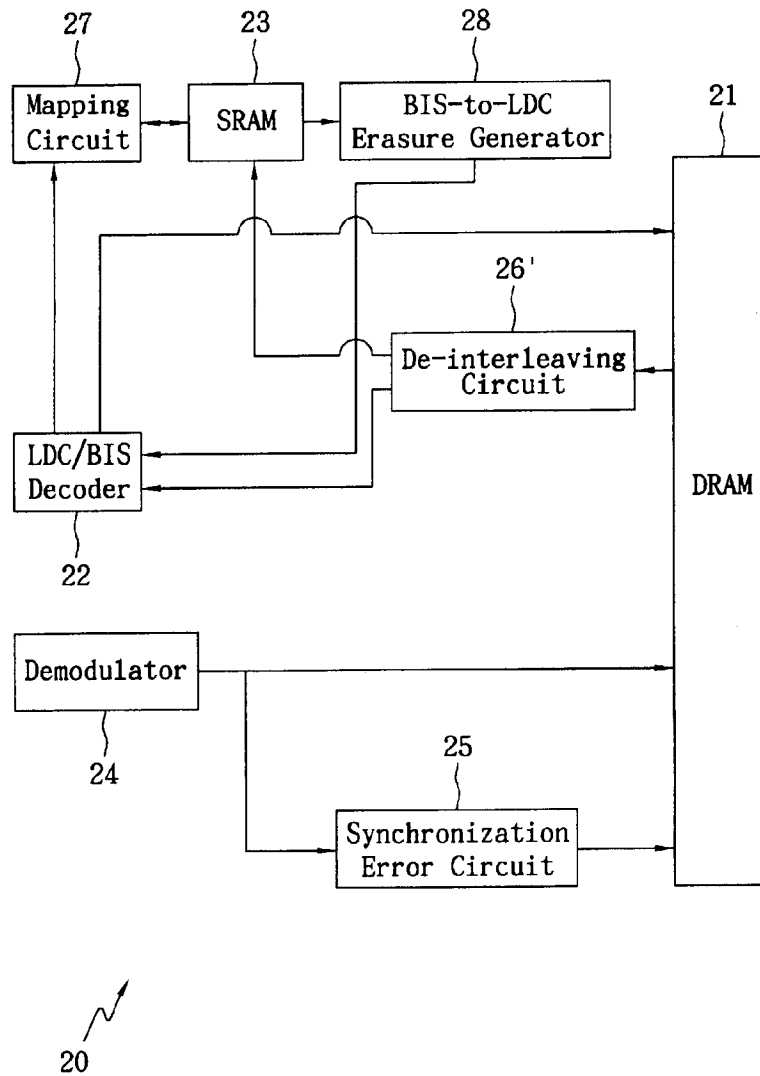 27
23
28
Mapping
Circuit
SRAM
BIS-to-LDC
Erasure Generator
21
26'
De-interleaving
Circuit
LDC/BIS
Decoder
DRAM
22
Demodulator
24
25
Synchronization
Error Circuit
20